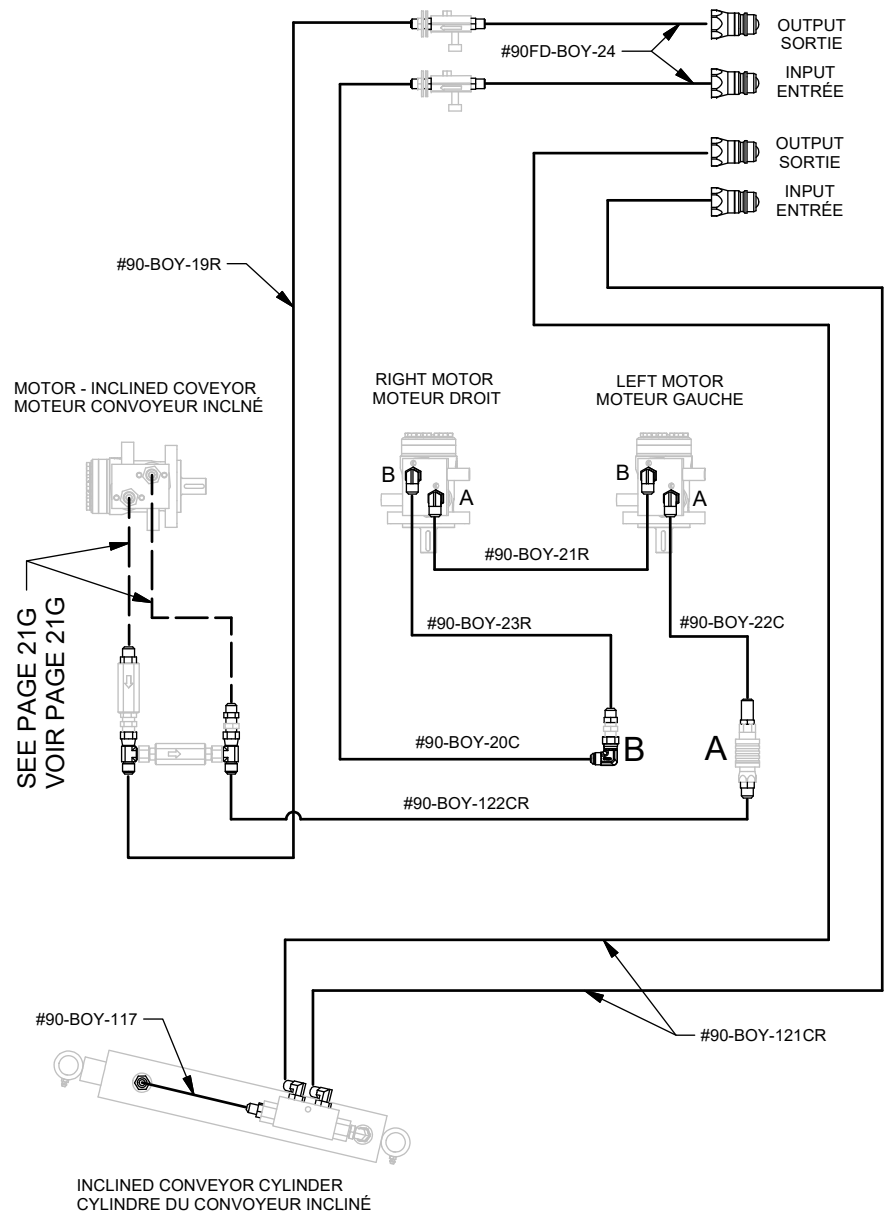 OUTPUT
SORTIE
#90FD-BOY-24
INPUT
ENTRÉE
OUTPUT
SORTIE
INPUT
ENTRÉE
#90-BOY-19R
MOTOR - INCLINED COVEYOR
MOTEUR CONVOYEUR INCLNÉ
RIGHT MOTOR
MOTEUR DROIT
LEFT MOTOR
MOTEUR GAUCHE
B
A
B
A
#90-BOY-21R
#90-BOY-23R
#90-BOY-22C
SEE PAGE 21G
VOIR PAGE 21G
#90-BOY-20C
B
A
#90-BOY-122CR
#90-BOY-117
#90-BOY-121CR
INCLINED CONVEYOR CYLINDER
CYLINDRE DU CONVOYEUR INCLINÉ